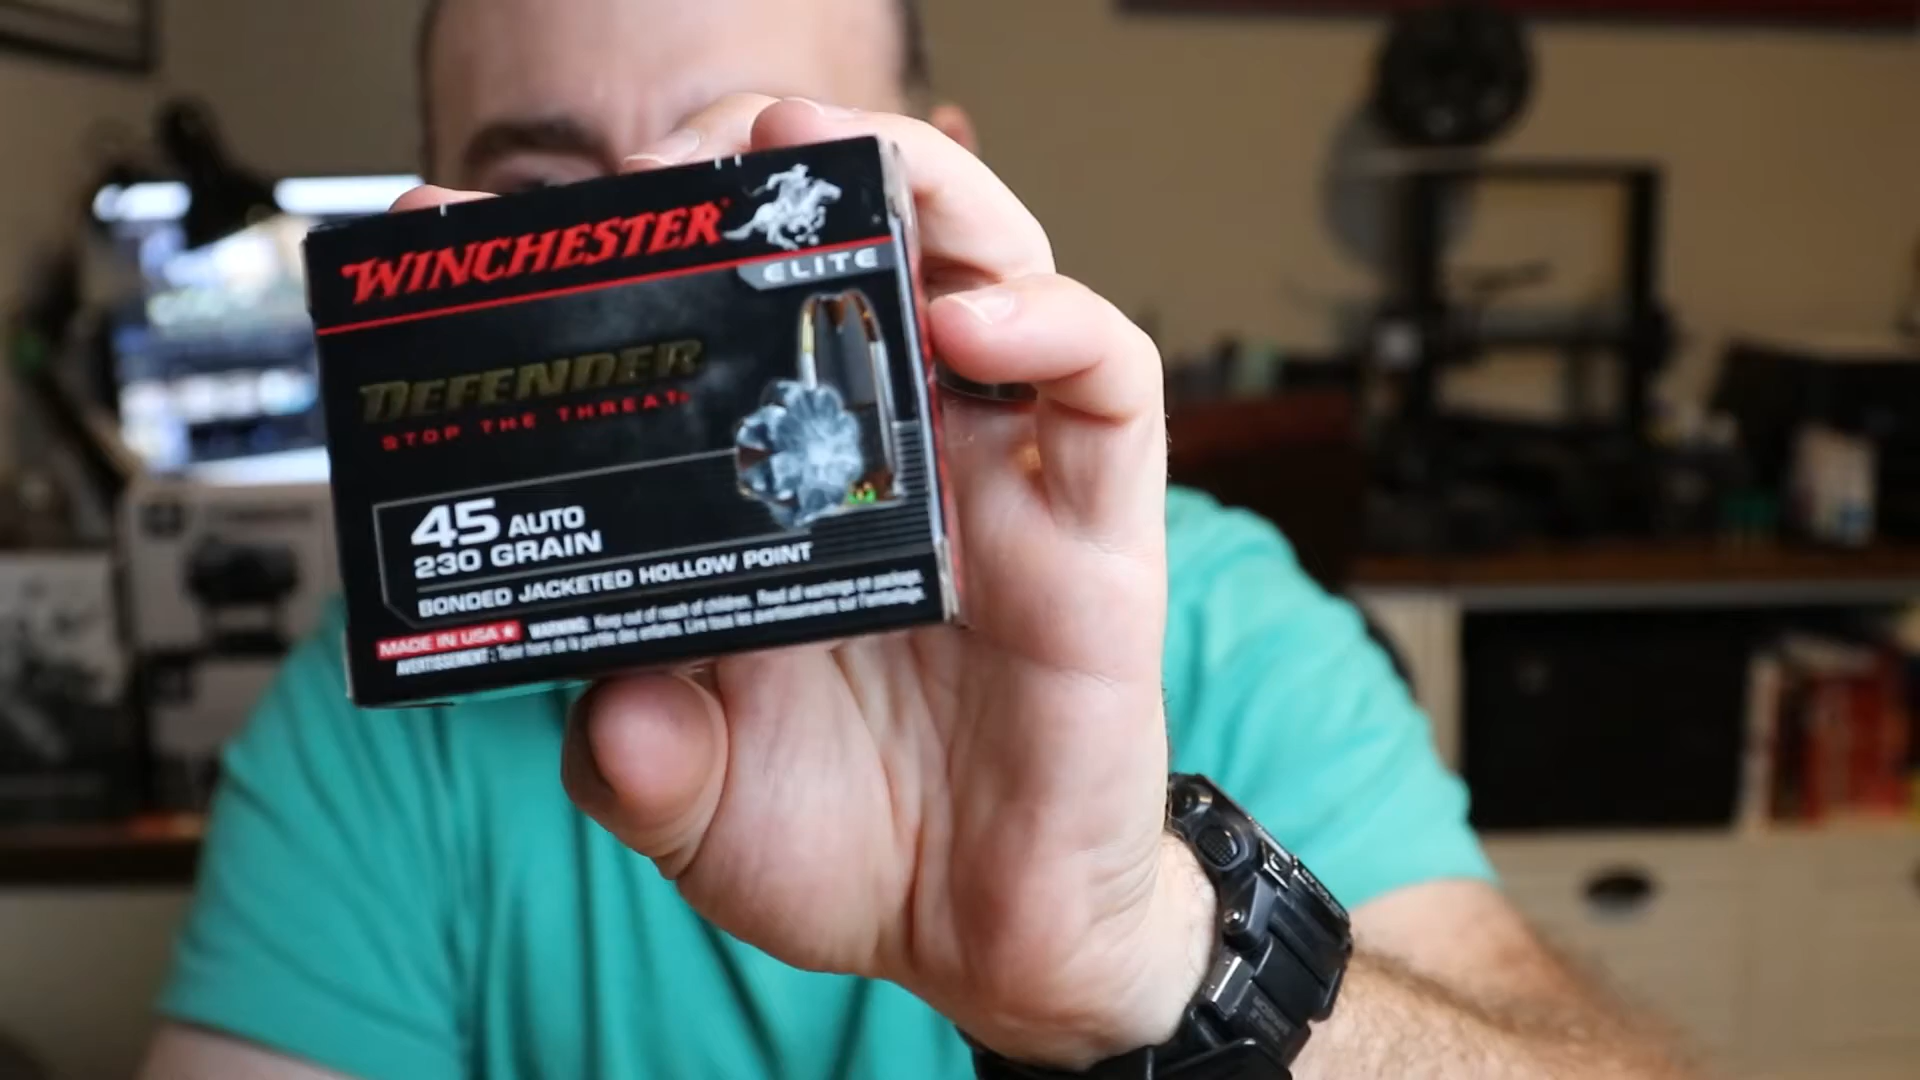 WINCHESTER
ELITE
DEFENDER
STOP THE THREAT.
45 AUTO
230 GRAIN
BONDED JACKETED HOLLOW POINT
MADE IN USA ★ WARNING: Keep out of reach of children. Read all warnings on package.
AVERTISSEMENT : Tenir hors de la portée des enfants. Lire tous les avertissements sur l'emballage.